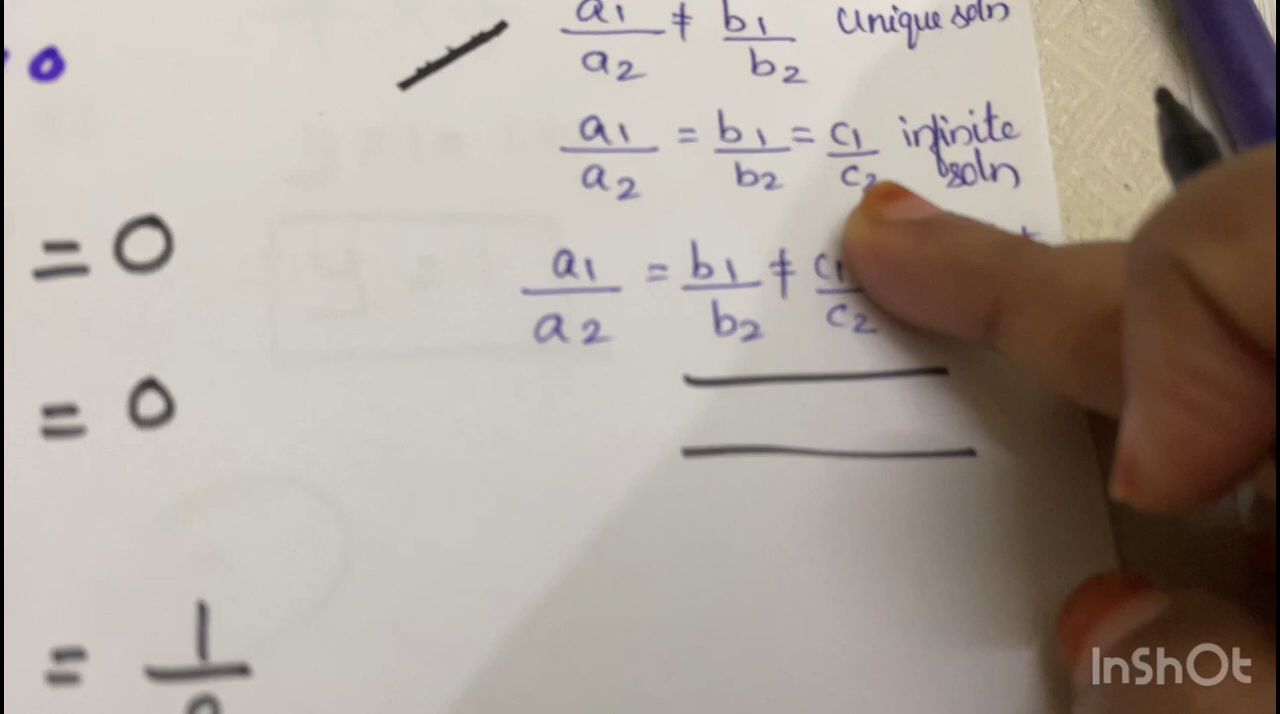 0
a1/a2 ≠ b1/b2 unique soln
a1/a2 = b1/b2 = c1/c2 infinite soln
= 0
a1/a2 = b1/b2 ≠ c1/c2
= 0
= 1
InShOt